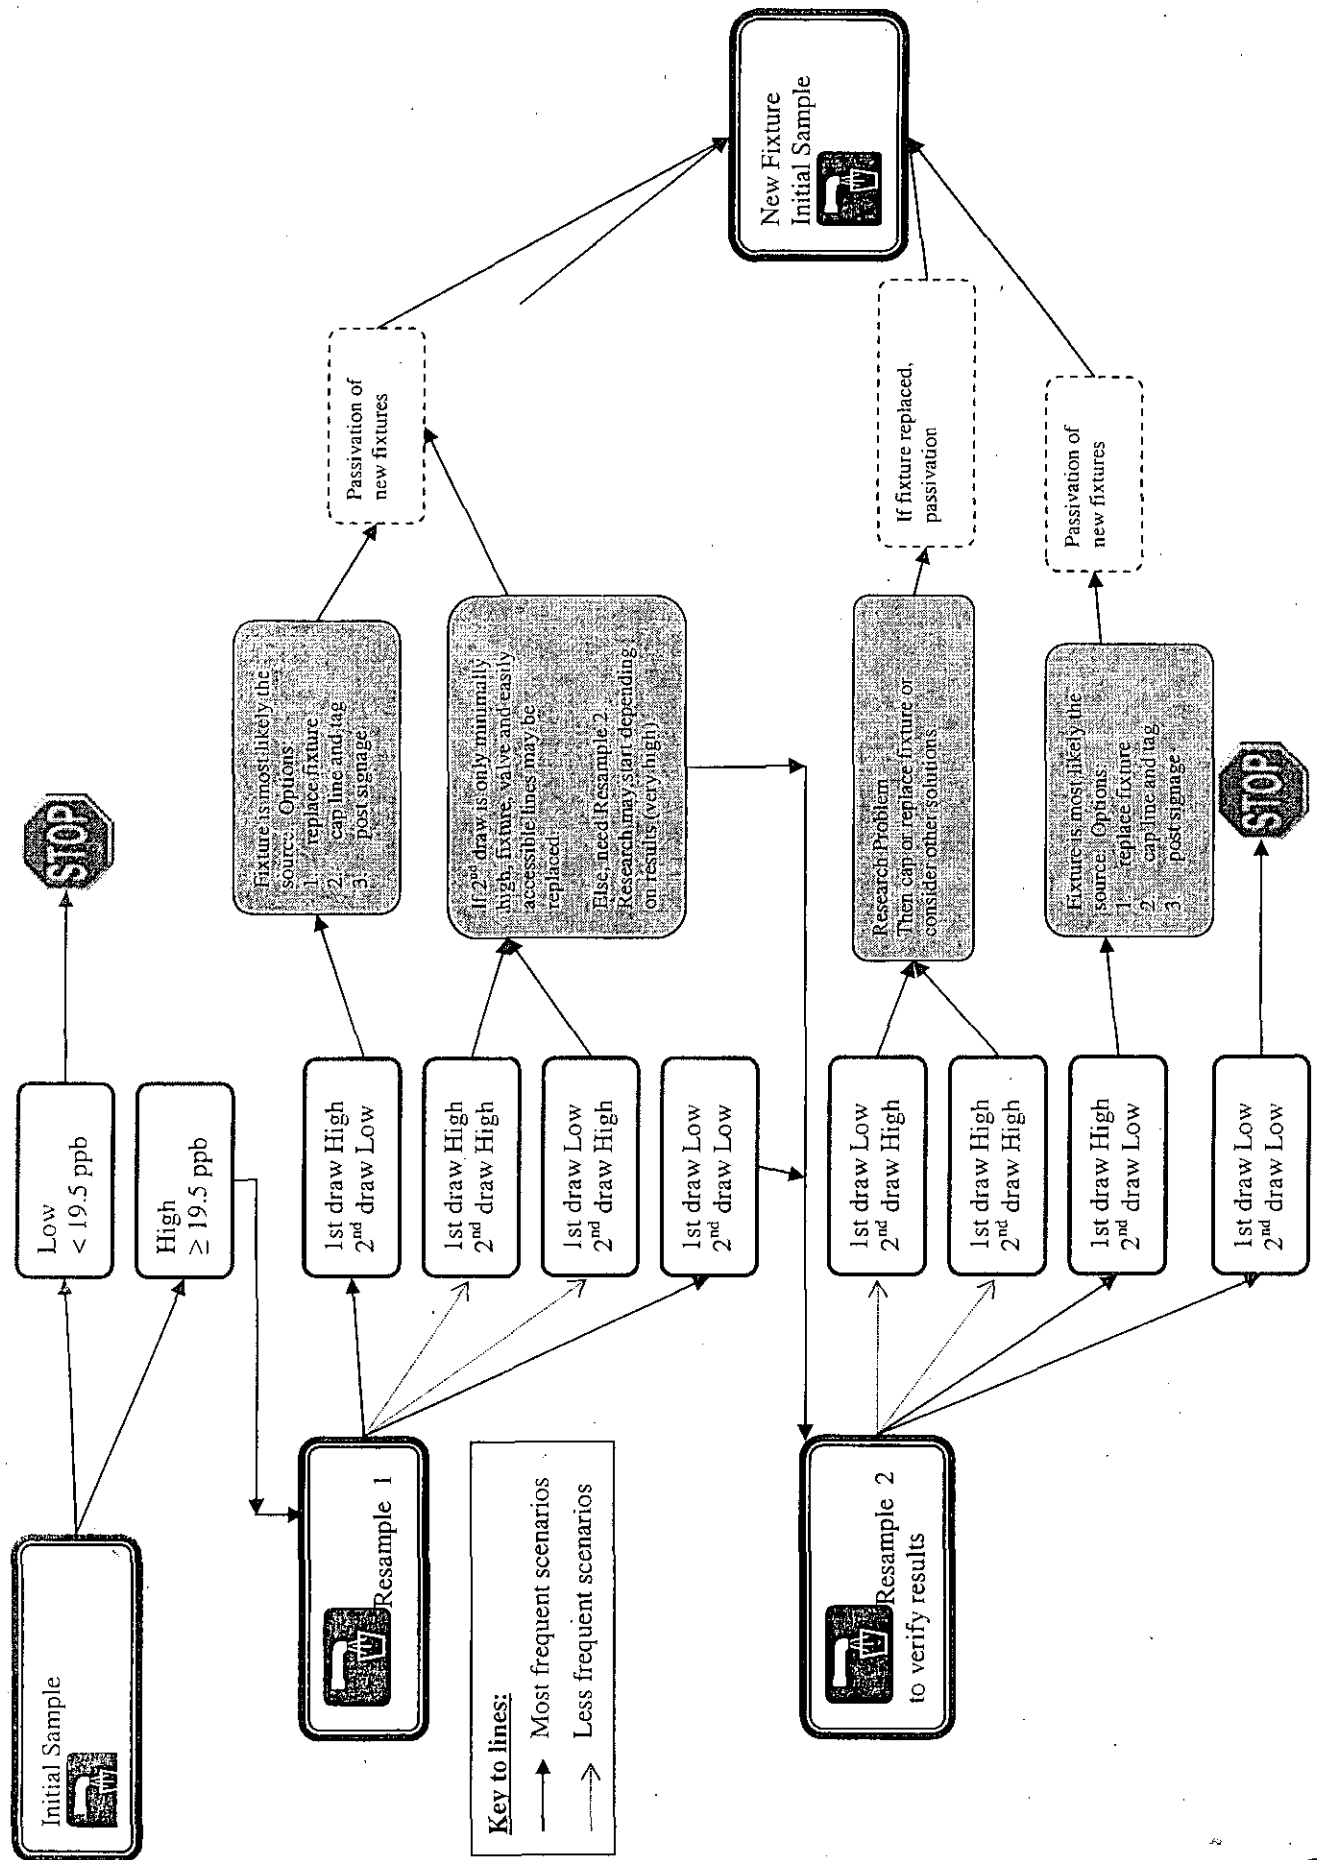 Initial Sample
Low
< 19.5 ppb
STOP
High
≥ 19.5 ppb
Resample 1
1st draw High
2nd draw Low
1st draw High
2nd draw High
1st draw Low
2nd draw High
1st draw Low
2nd draw Low
Fixture is most likely the
source. Options:
1. replace fixture
2. cap line and tag
3. post signage
If 2nd draw is only minimally
high, fixture, valve and easily
accessible lines may be
replaced.
Else, need Resample 2.
Research may start depending
on results (very high)
Passivation of
new fixtures
New Fixture
Initial Sample
Key to lines:
Most frequent scenarios
Less frequent scenarios
Resample 2
to verify results
1st draw Low
2nd draw High
1st draw High
2nd draw High
1st draw High
2nd draw Low
1st draw Low
2nd draw Low
Research Problem
Then cap or replace fixture or
consider other solutions.
If fixture replaced,
passivation
Fixture is most likely the
source. Options
1. replace fixture
2. cap line and tag
3. post signage
Passivation of
new fixtures
STOP